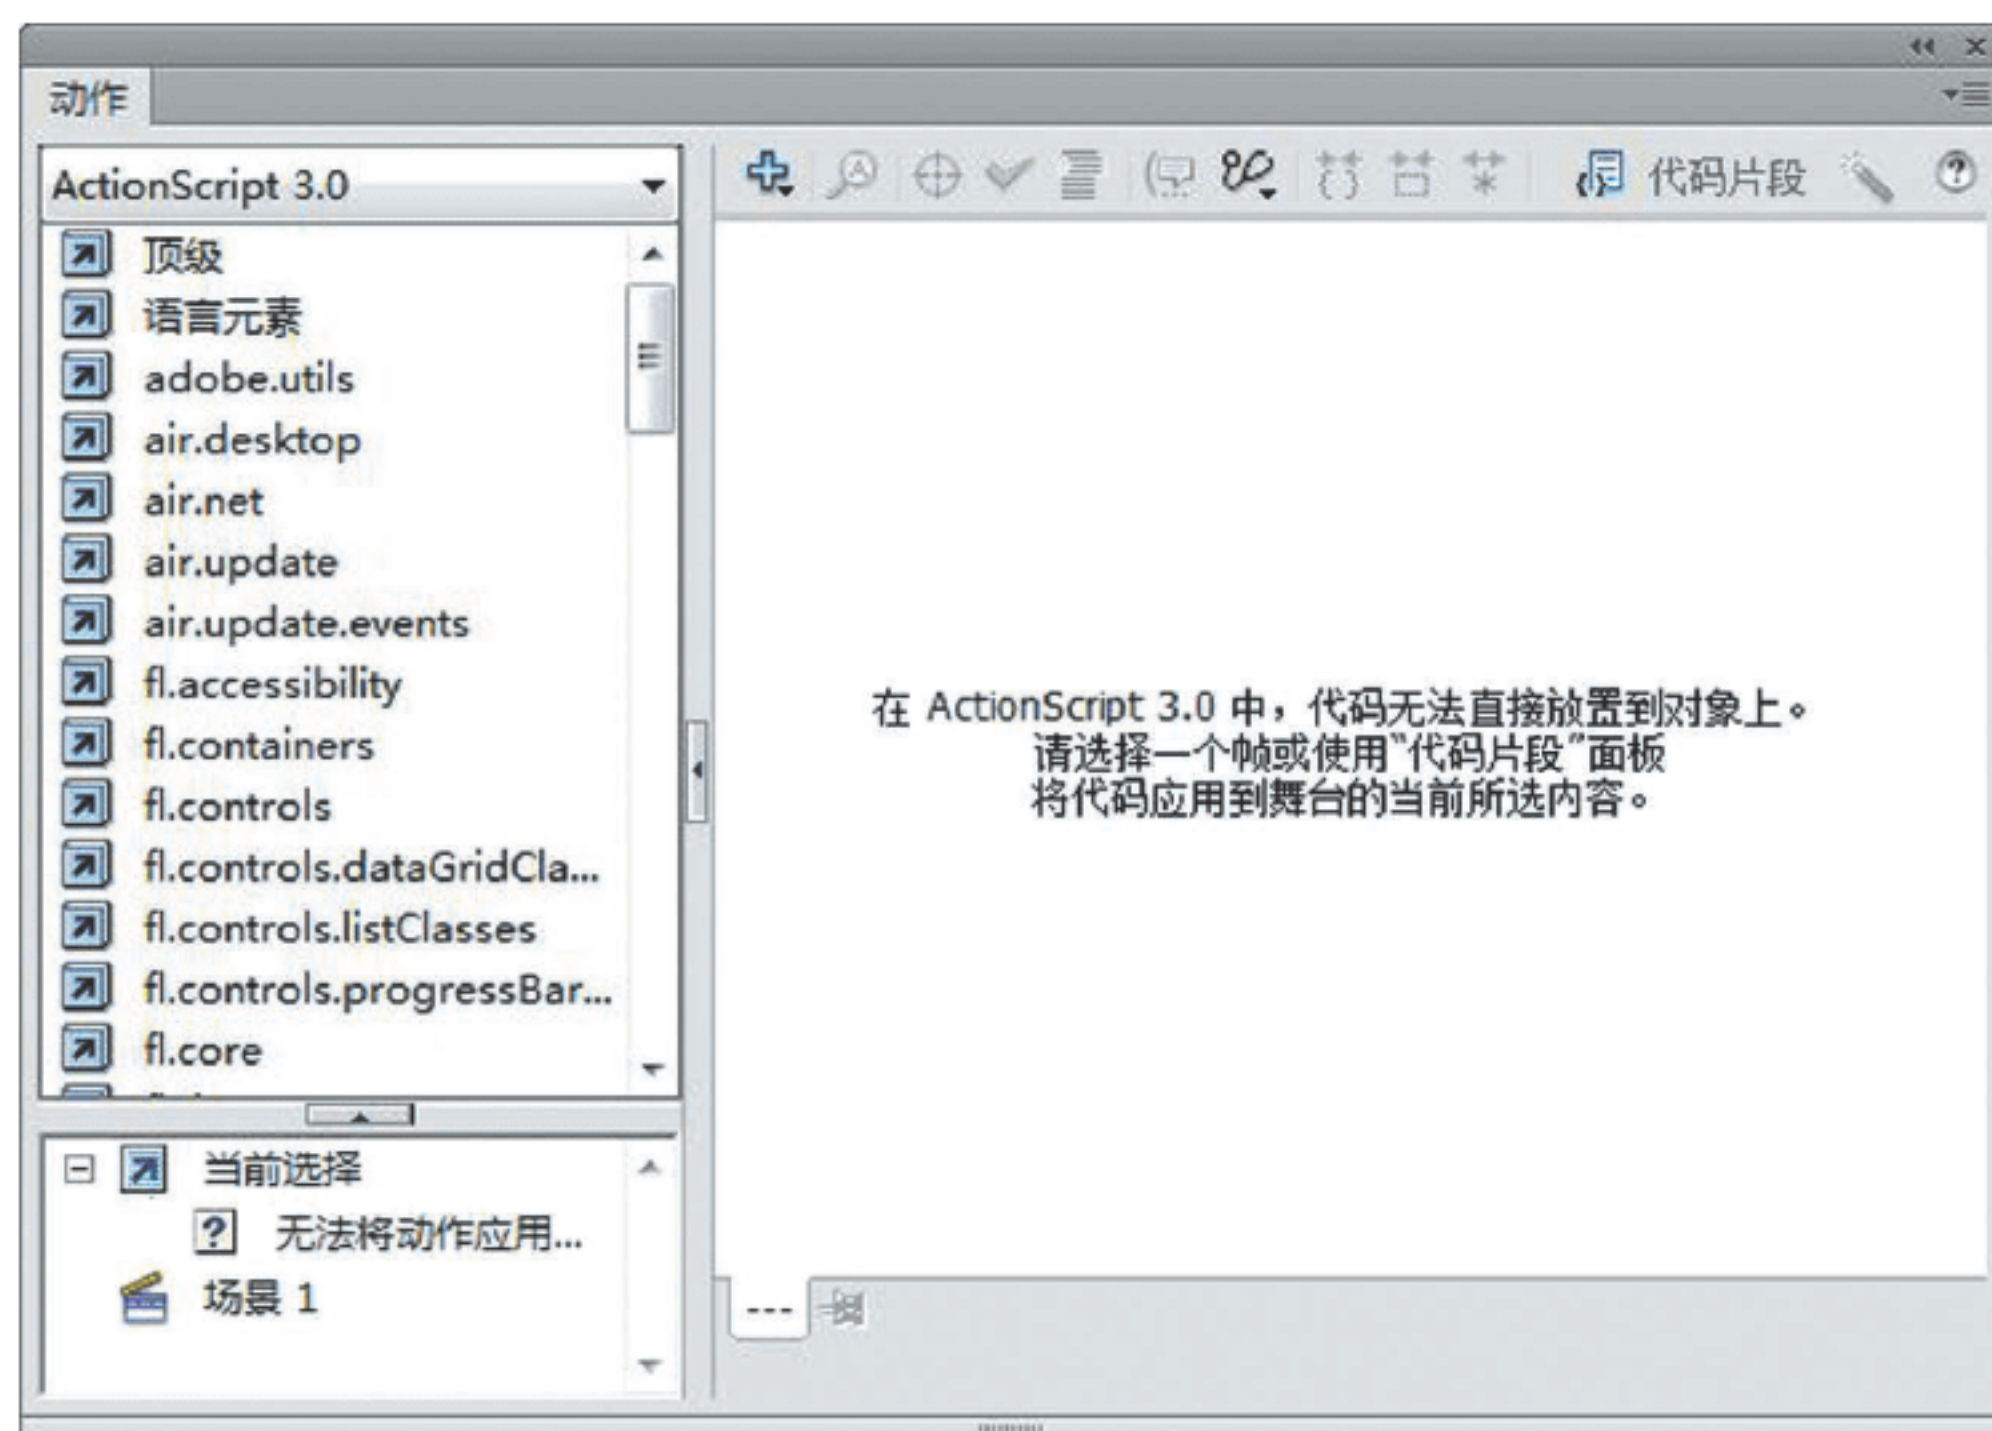 动作
ActionScript 3.0
代码片段
顶级
语言元素
adobe.utils
air.desktop
air.net
air.update
air.update.events
fl.accessibility
fl.containers
fl.controls
fl.controls.dataGridCla...
fl.controls.listClasses
fl.controls.progressBar...
fl.core
当前选择
无法将动作应用...
场景 1
在 ActionScript 3.0 中，代码无法直接放置到对象上。
请选择一个帧或使用"代码片段"面板
将代码应用到舞台的当前所选内容。
---